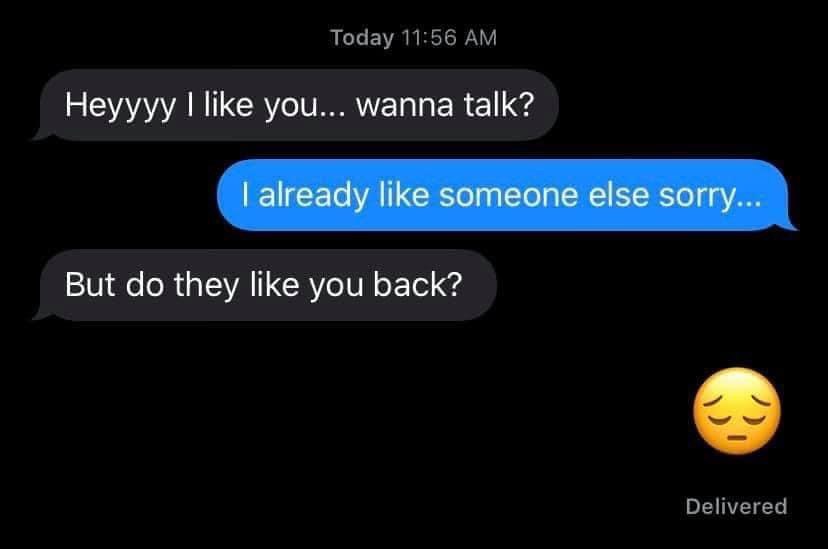 Today 11:56 AM
Heyyyy I like you... wanna talk?
I already like someone else sorry...
But do they like you back?
😔
Delivered